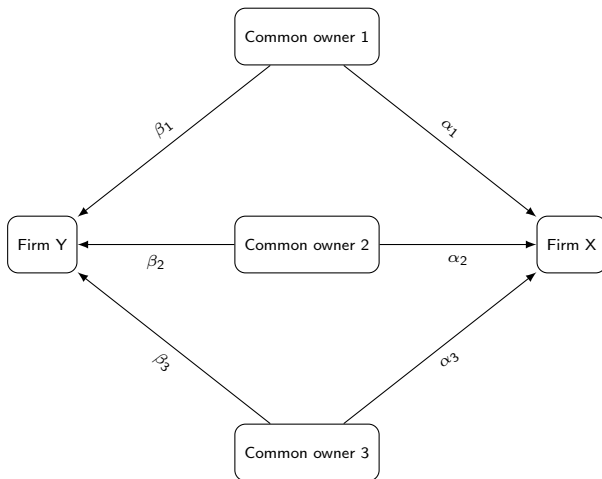 Common owner 1
β₁
α₁
Firm Y
Common owner 2
Firm X
β₂
α₂
β₃
α₃
Common owner 3